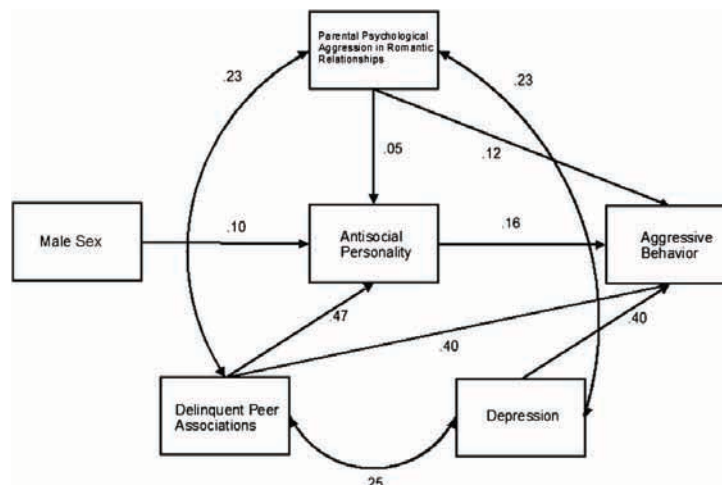 Parental Psychological
Aggression in Romantic
Relationships
.23
.23
.05
.12
Male Sex
.10
Antisocial
Personality
.16
Aggressive
Behavior
.47
.40
.40
Delinquent Peer
Associations
Depression
.25